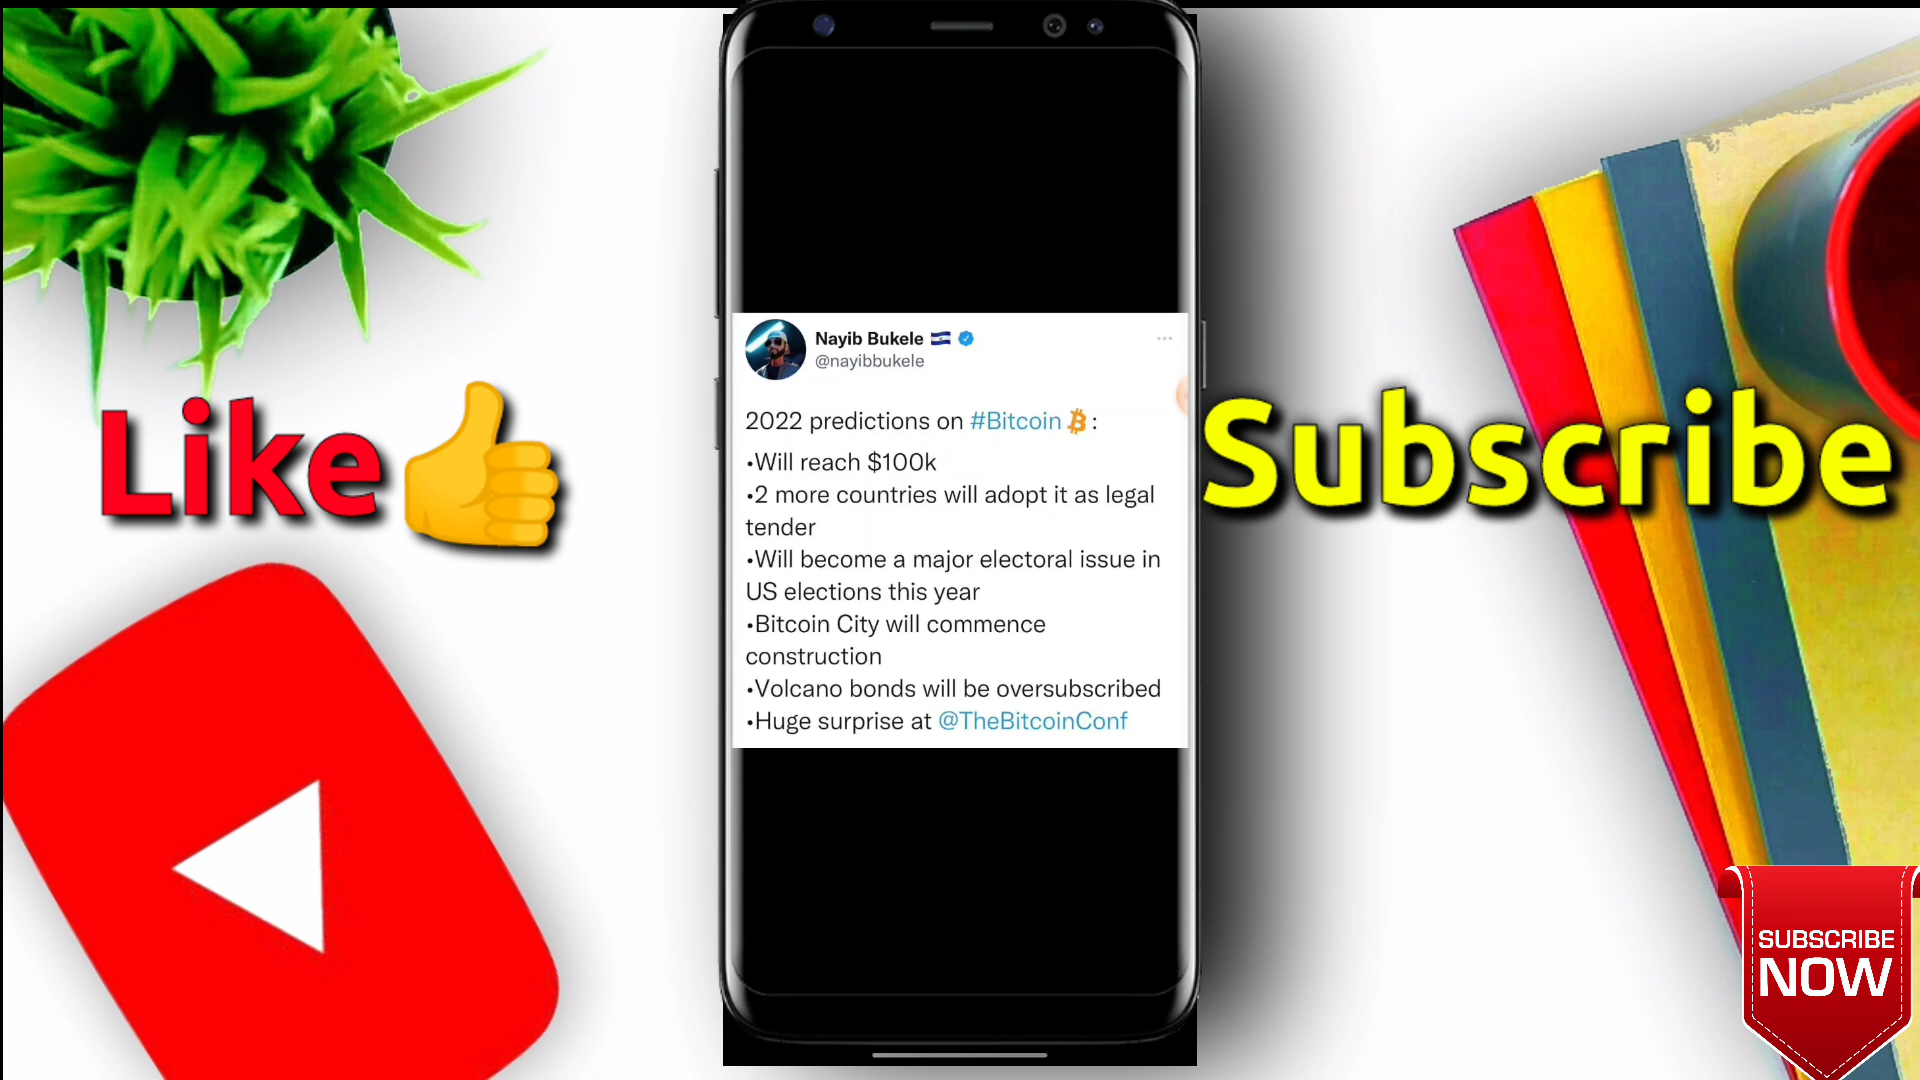 Nayib Bukele
@nayibbukele
2022 predictions on #Bitcoin :
•Will reach $100k
•2 more countries will adopt it as legal
tender
•Will become a major electoral issue in
US elections this year
•Bitcoin City will commence
construction
•Volcano bonds will be oversubscribed
•Huge surprise at @TheBitcoinConf
Like👍
Subscribe
SUBSCRIBE
NOW